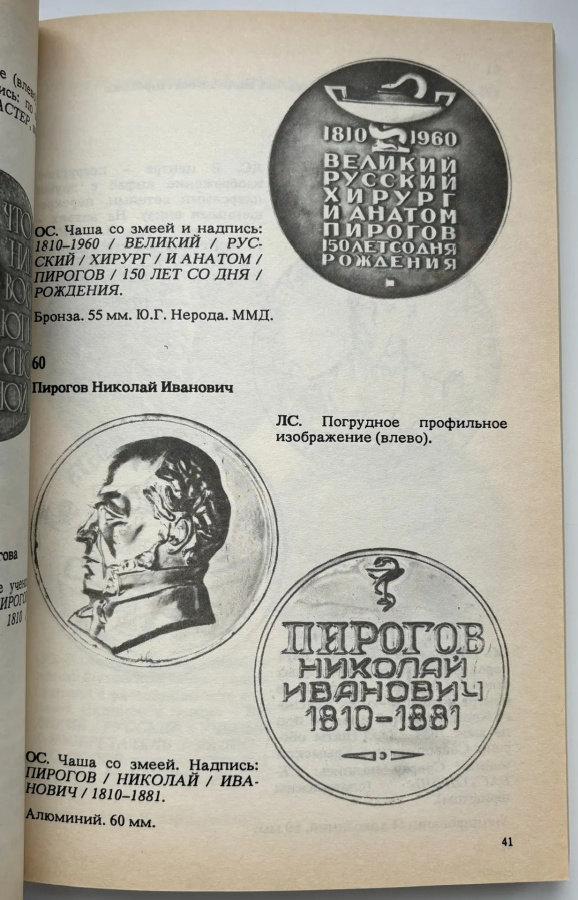 1810 1960
ВЕЛИКИЙ
РУССКИЙ
ХИРУРГ
И АНАТОМ
ПИРОГОВ
150 ЛЕТ СО ДНЯ
РОЖДЕНИЯ
ОС. Чаша со змеей и надпись:
1810–1960 / ВЕЛИКИЙ / РУС-
СКИЙ / ХИРУРГ / И АНАТОМ /
ПИРОГОВ / 150 ЛЕТ СО ДНЯ /
РОЖДЕНИЯ.
Бронза. 55 мм. Ю.Г. Нерода. ММД.
60
Пирогов Николай Иванович
ЛС. Погрудное профильное
изображение (влево).
ПИРОГОВ
НИКОЛАЙ
ИВАНОВИЧ
1810-1881
ОС. Чаша со змеей. Надпись:
ПИРОГОВ / НИКОЛАЙ / ИВА-
НОВИЧ / 1810–1881.
Алюминий. 60 мм.
41